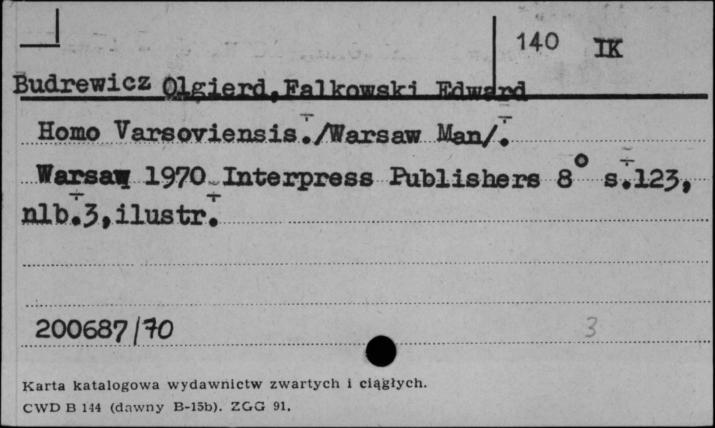 140 IK
Budrewicz Olgierd, Falkowski Edward
Homo Varsoviensis./Warsaw Man/.
Warsaw 1970 Interpress Publishers 8° s.123,
nlb.3,ilustr.
200687/70 3
Karta katalogowa wydawnictw zwartych i ciągłych.
CWD B 144 (dawny B-15b). ZGG 91.